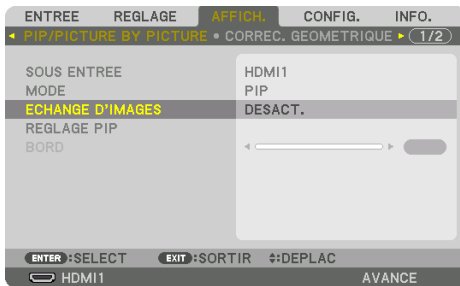 ENTREE REGLAGE AFFICH. CONFIG. INFO.
PIP/PICTURE BY PICTURE • CORREC. GEOMETRIQUE 1/2
SOUS ENTREE HDMI1
MODE PIP
ECHANGE D'IMAGES DESACT.
REGLAGE PIP
BORD
ENTER :SELECT EXIT :SORTIR :DEPLAC
HDMI1 AVANCE